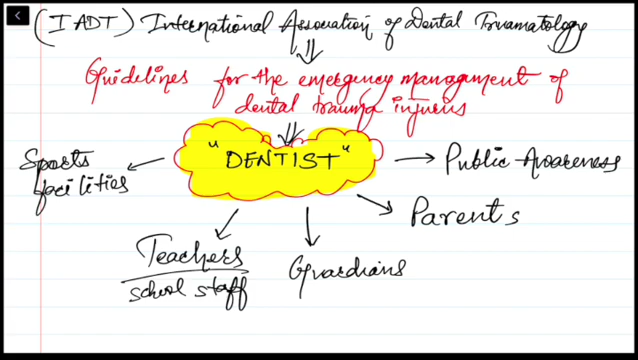 (IADT) International Association of Dental Traumatology
Guidelines for the emergency management of
dental trauma injuries
"DENTIST"
Sports
facilities
Public Awareness
Parents
Teachers
school staff
Guardians